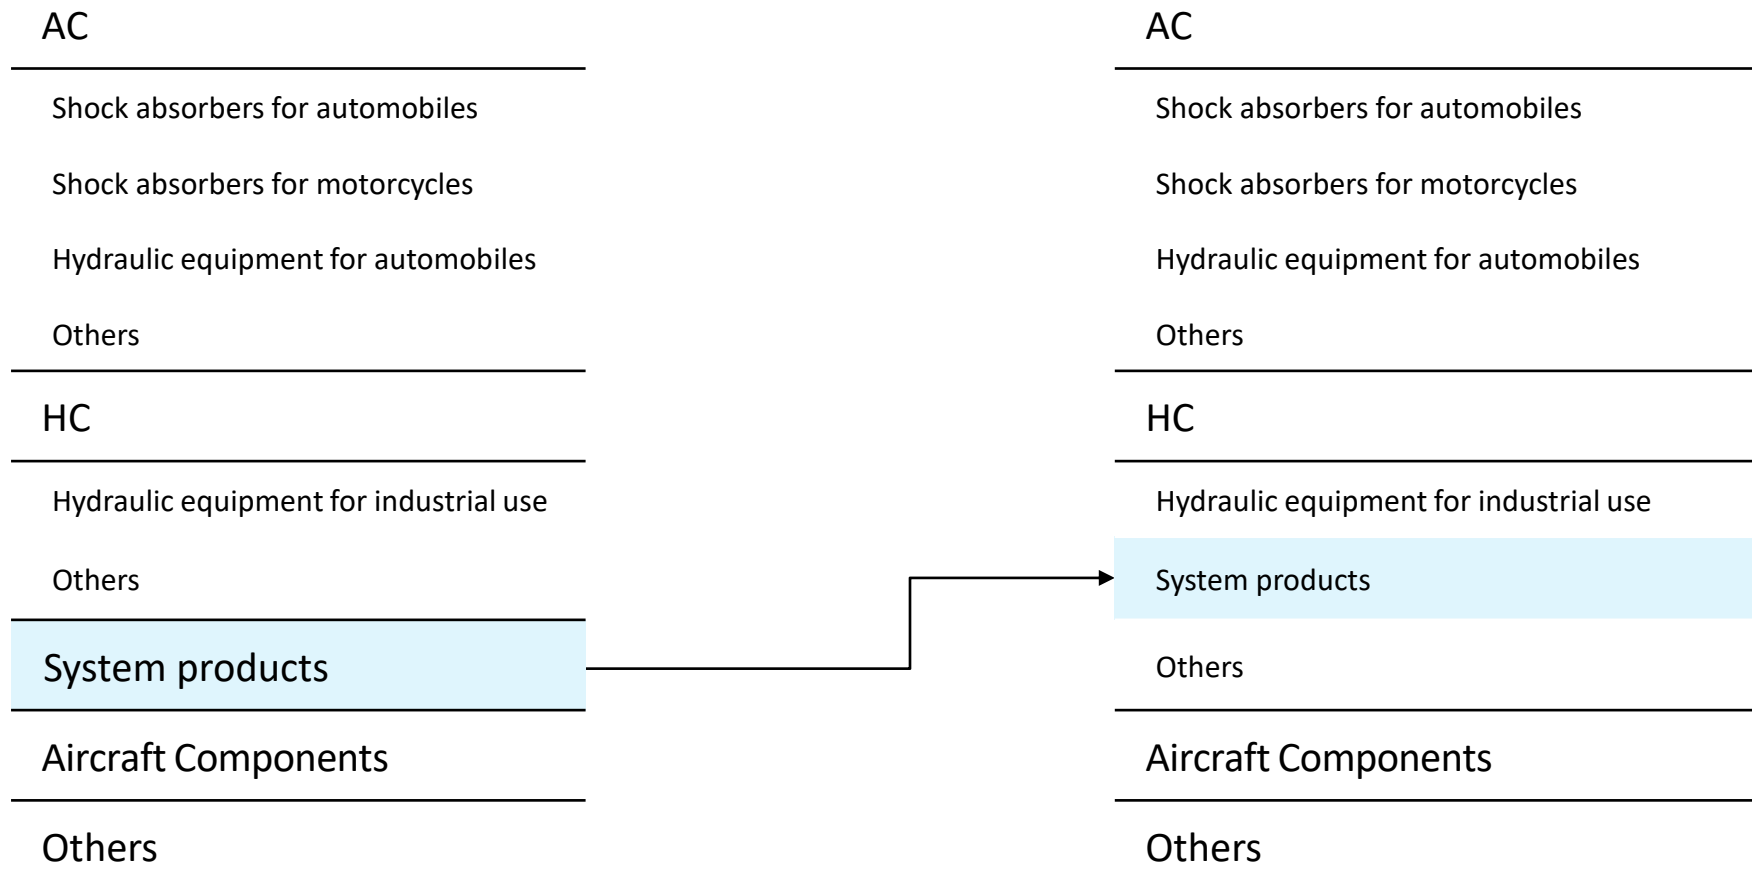 AC
Shock absorbers for automobiles
Shock absorbers for motorcycles
Hydraulic equipment for automobiles
Others
HC
Hydraulic equipment for industrial use
Others
System products
Aircraft Components
Others
AC
Shock absorbers for automobiles
Shock absorbers for motorcycles
Hydraulic equipment for automobiles
Others
HC
Hydraulic equipment for industrial use
System products
Others
Aircraft Components
Others